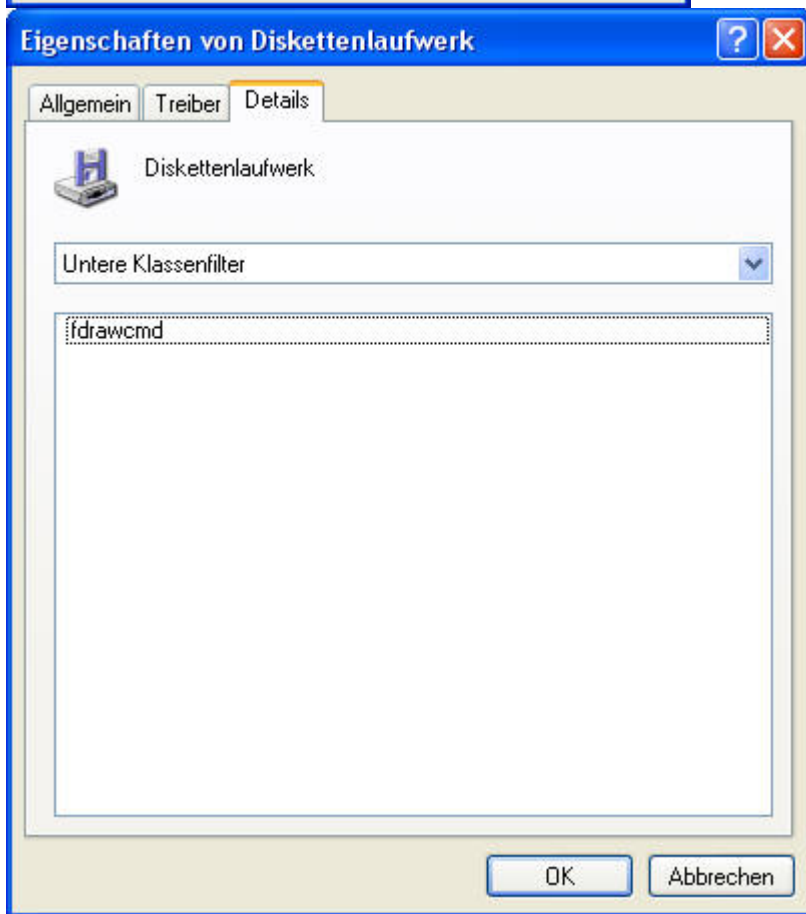 Eigenschaften von Diskettenlaufwerk
Allgemein Treiber Details
Diskettenlaufwerk
Untere Klassenfilter
fdrawcmd
OK Abbrechen